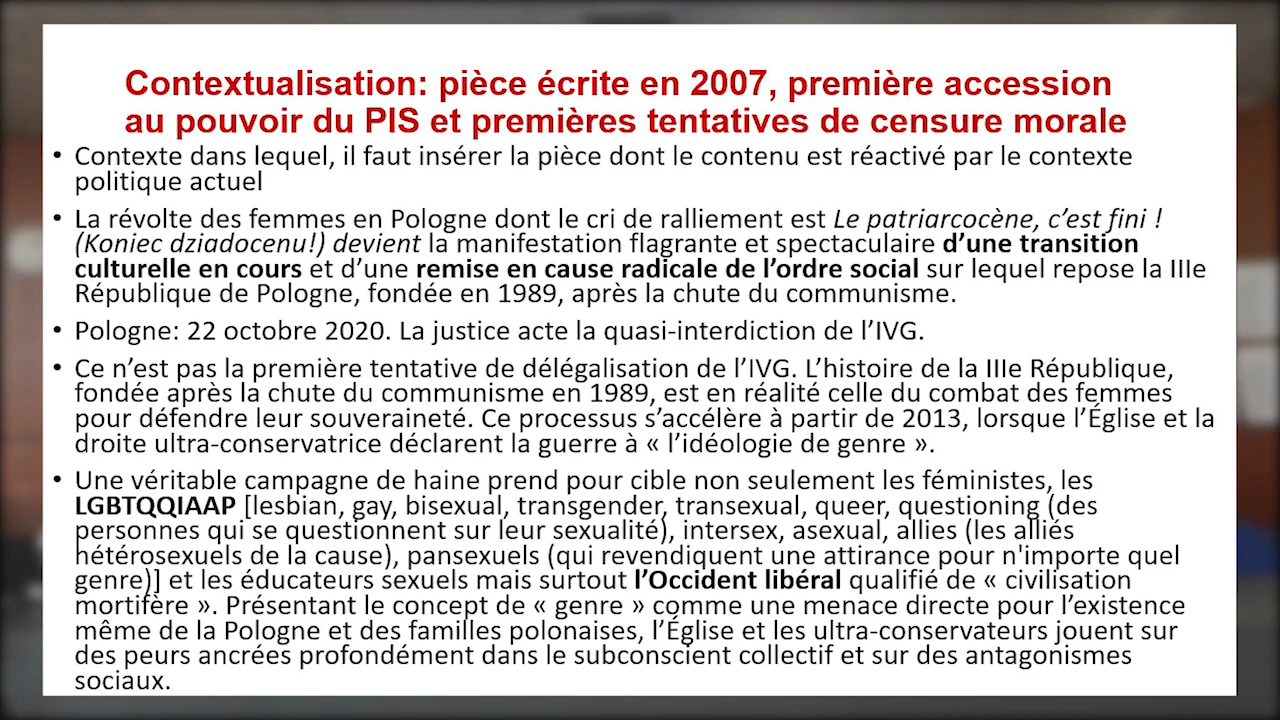 Contextualisation: pièce écrite en 2007, première accession
au pouvoir du PIS et premières tentatives de censure morale
• Contexte dans lequel, il faut insérer la pièce dont le contenu est réactivé par le contexte
politique actuel
• La révolte des femmes en Pologne dont le cri de ralliement est Le patriarcocène, c’est fini !
(Koniec dziadocenu!) devient la manifestation flagrante et spectaculaire d’une transition
culturelle en cours et d’une remise en cause radicale de l’ordre social sur lequel repose la IIIe
République de Pologne, fondée en 1989, après la chute du communisme.
• Pologne: 22 octobre 2020. La justice acte la quasi-interdiction de l’IVG.
• Ce n’est pas la première tentative de délégalisation de l’IVG. L’histoire de la IIIe République,
fondée après la chute du communisme en 1989, est en réalité celle du combat des femmes
pour défendre leur souveraineté. Ce processus s’accélère à partir de 2013, lorsque l’Église et la
droite ultra-conservatrice déclarent la guerre à « l’idéologie de genre ».
• Une véritable campagne de haine prend pour cible non seulement les féministes, les
LGBTQQIAAP [lesbian, gay, bisexual, transgender, transexual, queer, questioning (des
personnes qui se questionnent sur leur sexualité), intersex, asexual, allies (les alliés
hétérosexuels de la cause), pansexuels (qui revendiquent une attirance pour n'importe quel
genre)] et les éducateurs sexuels mais surtout l’Occident libéral qualifié de « civilisation
mortifère ». Présentant le concept de « genre » comme une menace directe pour l’existence
même de la Pologne et des familles polonaises, l’Église et les ultra-conservateurs jouent sur
des peurs ancrées profondément dans le subconscient collectif et sur des antagonismes
sociaux.